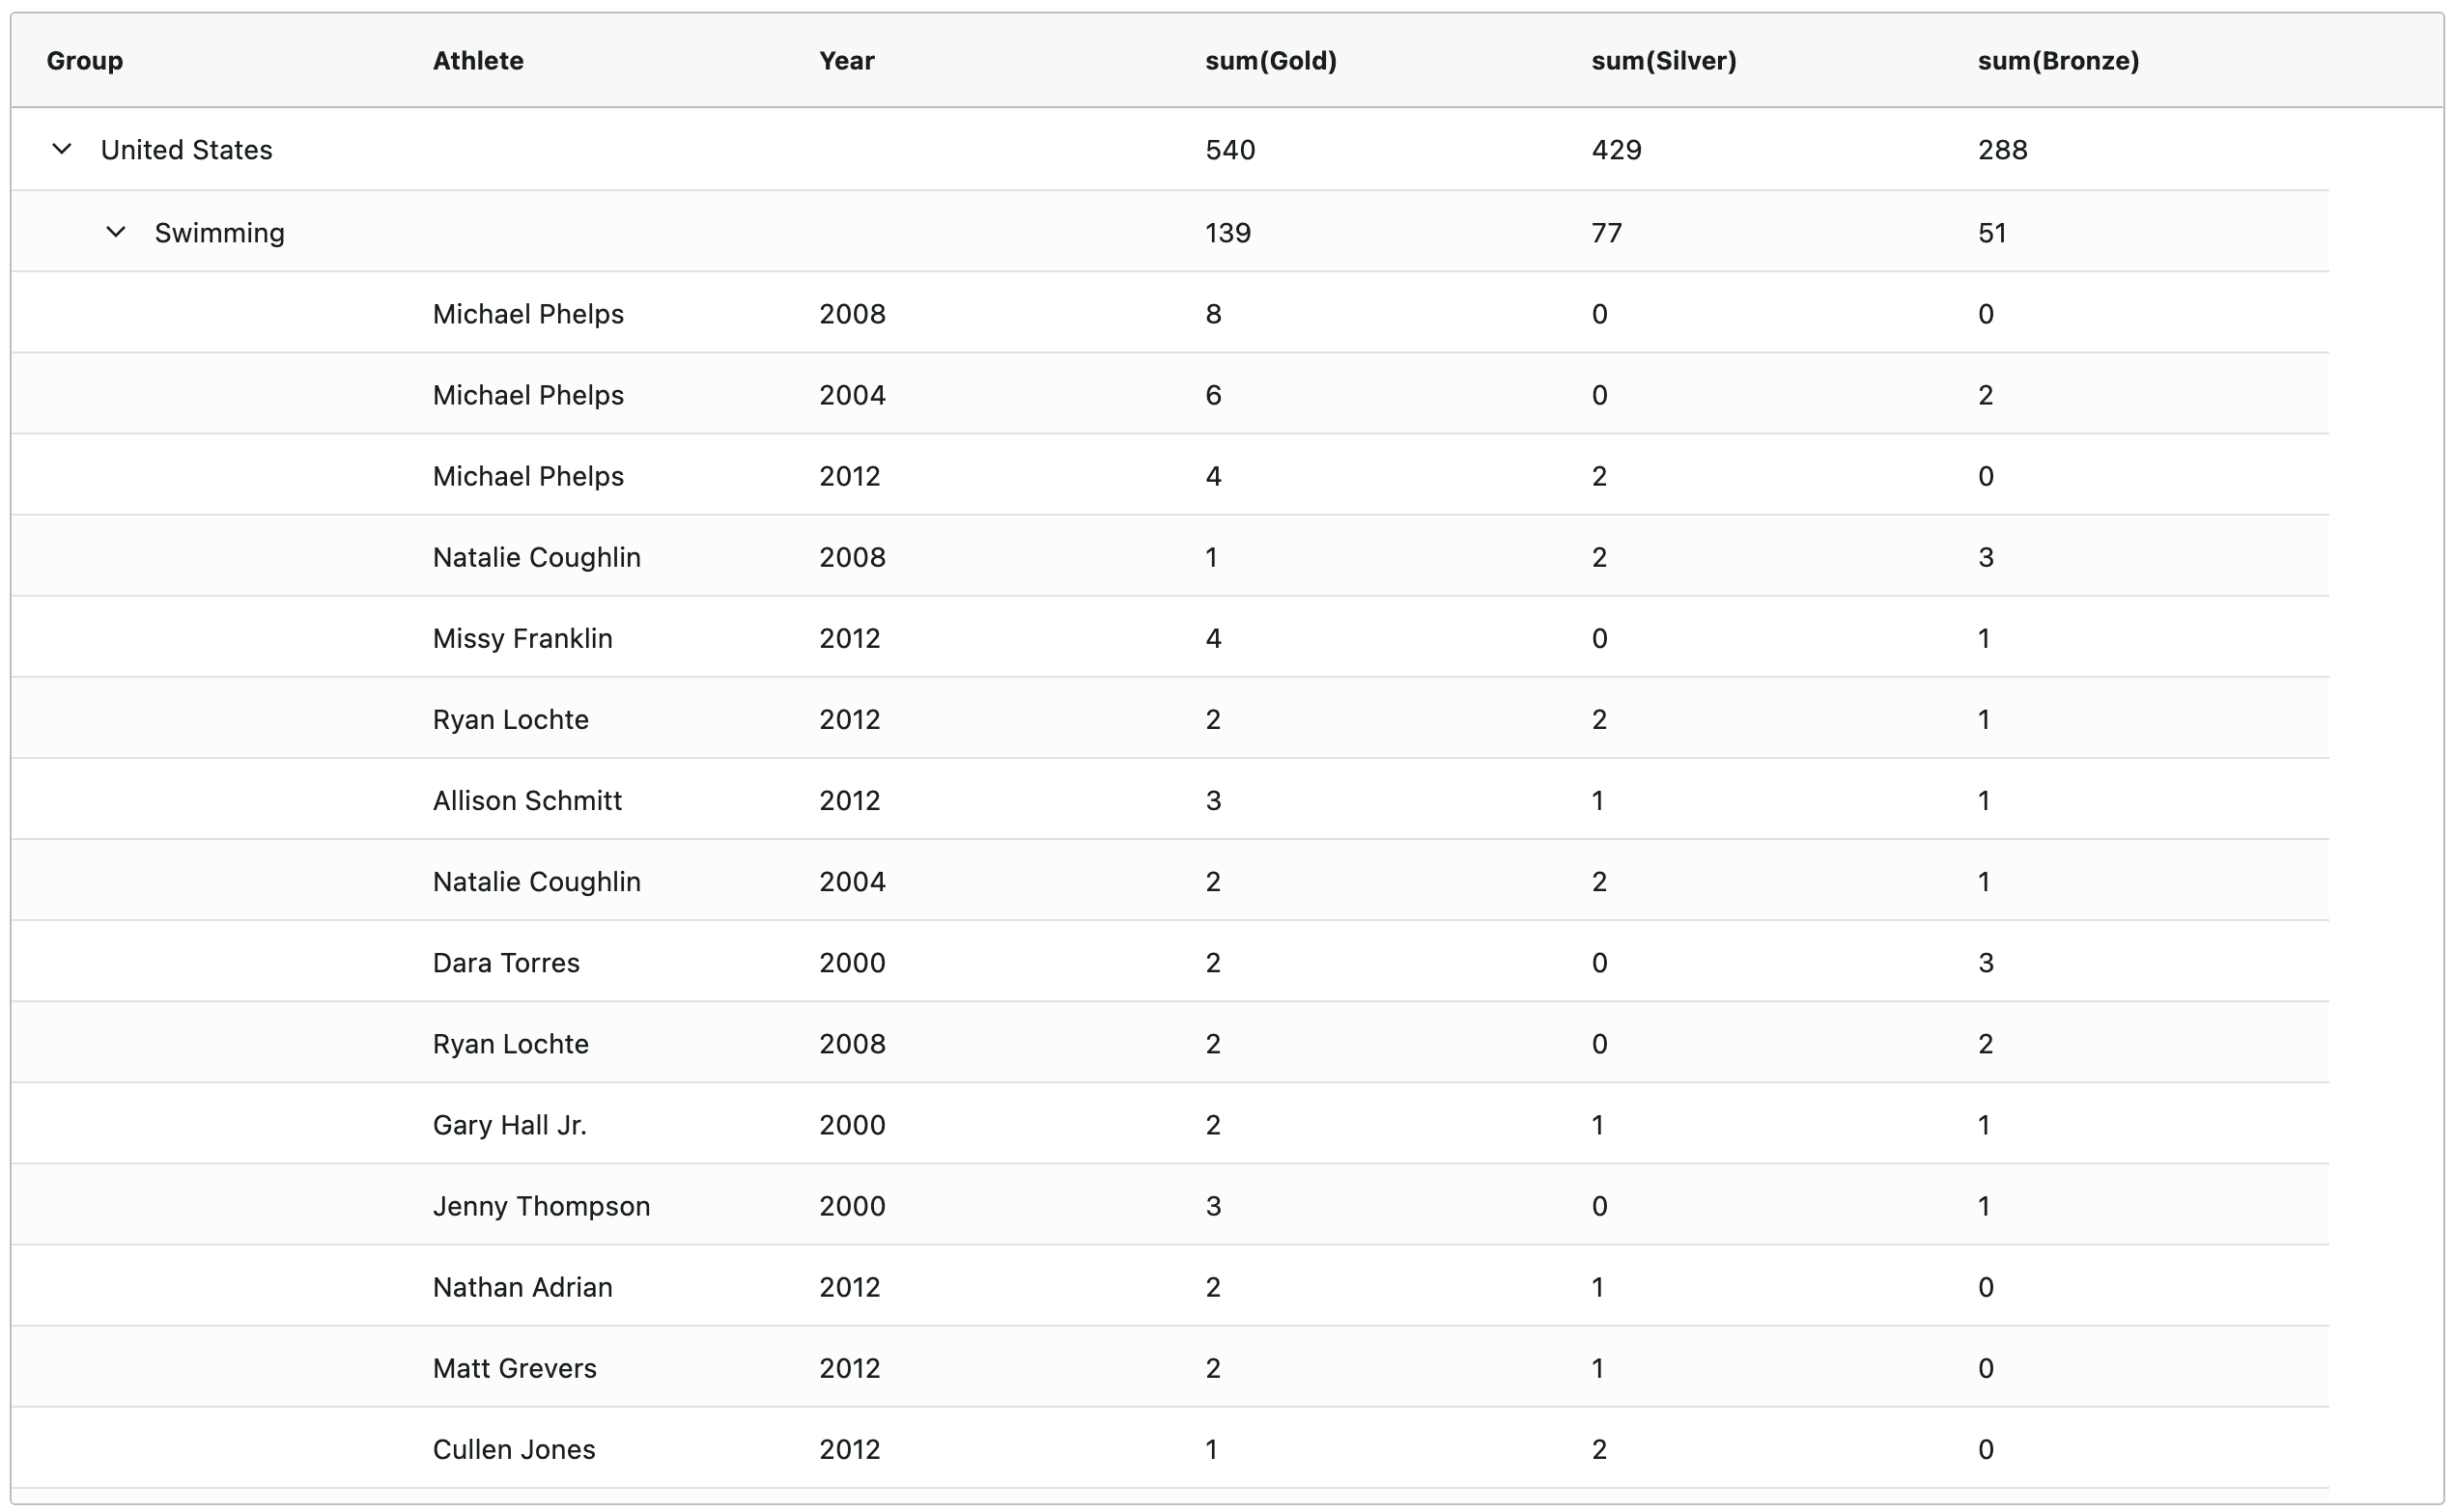 Group Athlete Year sum(Gold) sum(Silver) sum(Bronze)
United States 540 429 288
Swimming 139 77 51
Michael Phelps 2008 8 0 0
Michael Phelps 2004 6 0 2
Michael Phelps 2012 4 2 0
Natalie Coughlin 2008 1 2 3
Missy Franklin 2012 4 0 1
Ryan Lochte 2012 2 2 1
Allison Schmitt 2012 3 1 1
Natalie Coughlin 2004 2 2 1
Dara Torres 2000 2 0 3
Ryan Lochte 2008 2 0 2
Gary Hall Jr. 2000 2 1 1
Jenny Thompson 2000 3 0 1
Nathan Adrian 2012 2 1 0
Matt Grevers 2012 2 1 0
Cullen Jones 2012 1 2 0